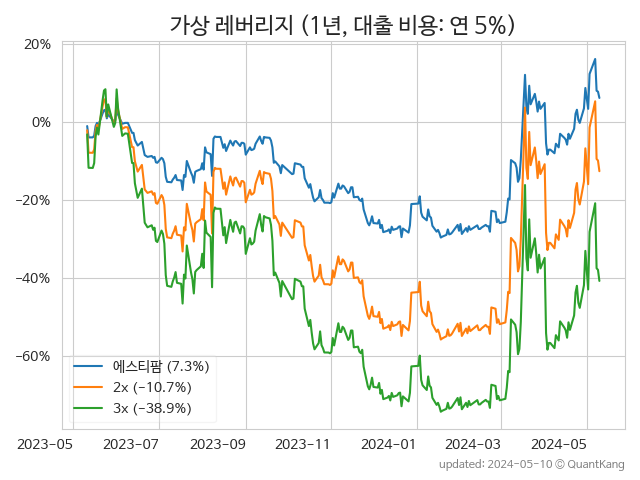 가상 레버리지 (1년, 대출 비용: 연 5%)
20%
0%
−20%
−40%
−60%
에스티팜 (7.3%)
2x (−10.7%)
3x (−38.9%)
2023-05
2023-07
2023-09
2023-11
2024-01
2024-03
2024-05
updated: 2024-05-10 © QuantKang